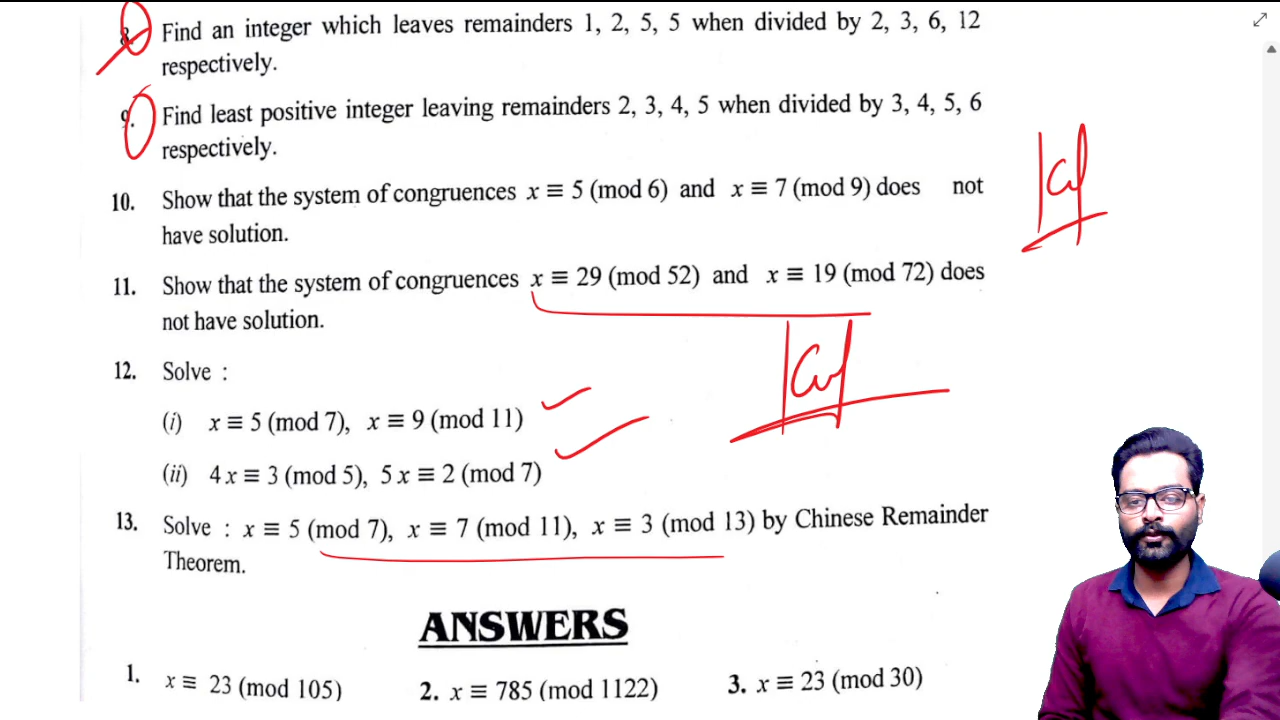 8. Find an integer which leaves remainders 1, 2, 5, 5 when divided by 2, 3, 6, 12
respectively.
9. Find least positive integer leaving remainders 2, 3, 4, 5 when divided by 3, 4, 5, 6
respectively.
10. Show that the system of congruences x ≡ 5 (mod 6) and x ≡ 7 (mod 9) does not
have solution.
11. Show that the system of congruences x ≡ 29 (mod 52) and x ≡ 19 (mod 72) does
not have solution.
12. Solve :
(i) x ≡ 5 (mod 7), x ≡ 9 (mod 11)
(ii) 4x ≡ 3 (mod 5), 5x ≡ 2 (mod 7)
13. Solve : x ≡ 5 (mod 7), x ≡ 7 (mod 11), x ≡ 3 (mod 13) by Chinese Remainder
Theorem.
ANSWERS
1. x ≡ 23 (mod 105) 2. x ≡ 785 (mod 1122) 3. x ≡ 23 (mod 30)